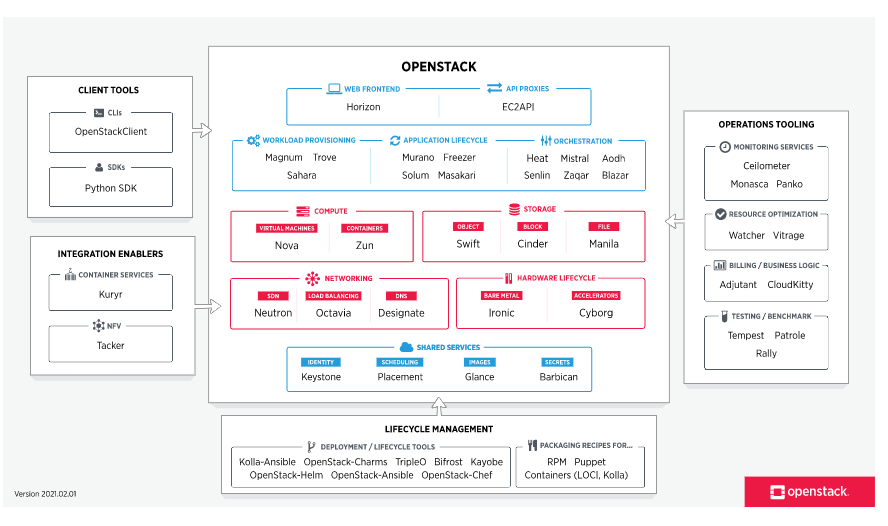 OPENSTACK
WEB FRONTEND
Horizon
API PROXIES
EC2API
WORKLOAD PROVISIONING
Magnum Trove
Sahara
APPLICATION LIFECYCLE
Murano Freezer
Solum Masakari
ORCHESTRATION
Heat Mistral Aodh
Senlin Zaqar Blazar
COMPUTE
VIRTUAL MACHINES
Nova
CONTAINERS
Zun
STORAGE
OBJECT
Swift
BLOCK
Cinder
FILE
Manila
NETWORKING
SDN
Neutron
LOAD BALANCING
Octavia
DNS
Designate
HARDWARE LIFECYCLE
BARE METAL
Ironic
ACCELERATORS
Cyborg
SHARED SERVICES
IDENTITY
Keystone
SCHEDULING
Placement
IMAGES
Glance
SECRETS
Barbican
CLIENT TOOLS
CLIs
OpenStackClient
SDKs
Python SDK
INTEGRATION ENABLERS
CONTAINER SERVICES
Kuryr
NFV
Tacker
OPERATIONS TOOLING
MONITORING SERVICES
Ceilometer
Monasca Panko
RESOURCE OPTIMIZATION
Watcher Vitrage
BILLING / BUSINESS LOGIC
Adjutant CloudKitty
TESTING / BENCHMARK
Tempest Patrole
Rally
LIFECYCLE MANAGEMENT
DEPLOYMENT / LIFECYCLE TOOLS
Kolla-Ansible OpenStack-Charms TripleO Bifrost Kayobe
OpenStack-Helm OpenStack-Ansible OpenStack-Chef
PACKAGING RECIPES FOR...
RPM Puppet
Containers (LOCI, Kolla)
Version 2021.02.01
openstack.